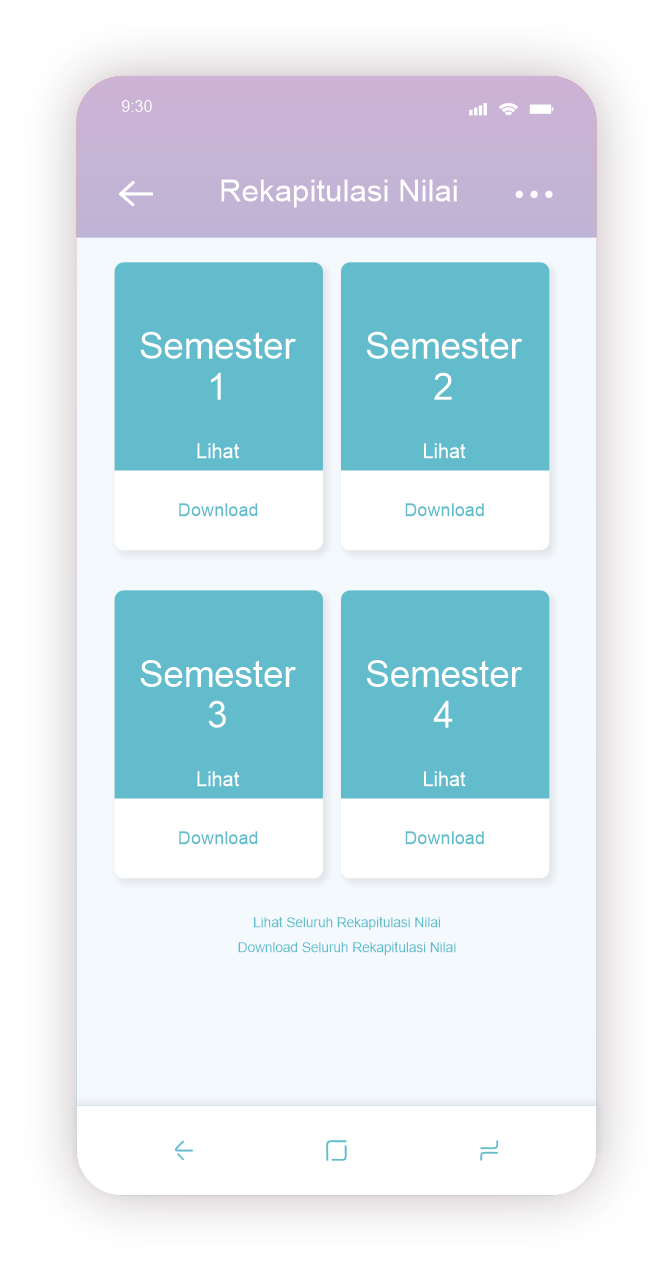 9:30
Rekapitulasi Nilai
Semester
1
Lihat
Download
Semester
2
Lihat
Download
Semester
3
Lihat
Download
Semester
4
Lihat
Download
Lihat Seluruh Rekapitulasi Nilai
Download Seluruh Rekapitulasi Nilai